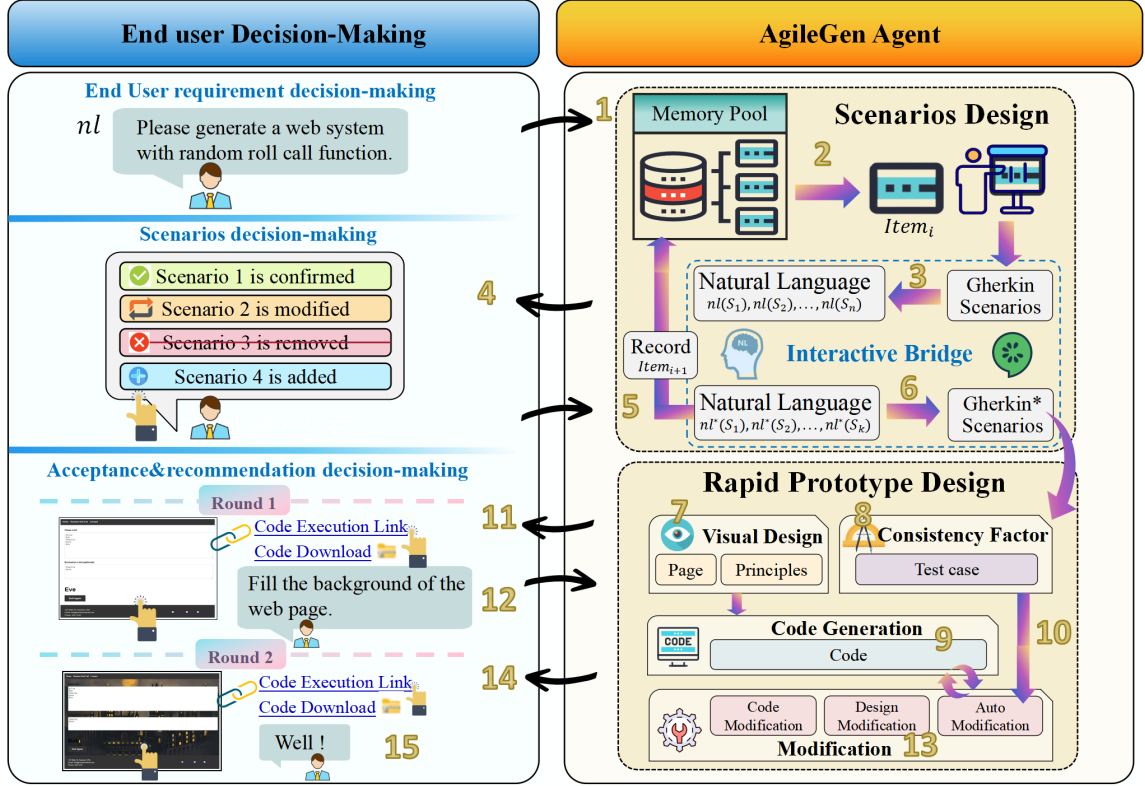 End user Decision-Making
AgileGen Agent
End User requirement decision-making
nl
Please generate a web system
with random roll call function.
Scenarios decision-making
Scenario 1 is confirmed
Scenario 2 is modified
Scenario 3 is removed
Scenario 4 is added
Acceptance&recommendation decision-making
Round 1
Code Execution Link
Code Download
Eve
Fill the background of the
web page.
Round 2
Code Execution Link
Code Download
Well !
1
4
5
11
12
14
15
Memory Pool
Scenarios Design
2
Item_i
Natural Language
nl(S_1), nl(S_2), ..., nl(S_n)
3
Gherkin
Scenarios
Record
Item_{i+1}
NL
Interactive Bridge
Natural Language
nl*(S_1), nl*(S_2), ..., nl*(S_k)
6
Gherkin*
Scenarios
Rapid Prototype Design
7
Visual Design
Page
Principles
8
Consistency Factor
Test case
CODE
Code Generation
9
Code
10
Code
Modification
Design
Modification
Auto
Modification
Modification
13